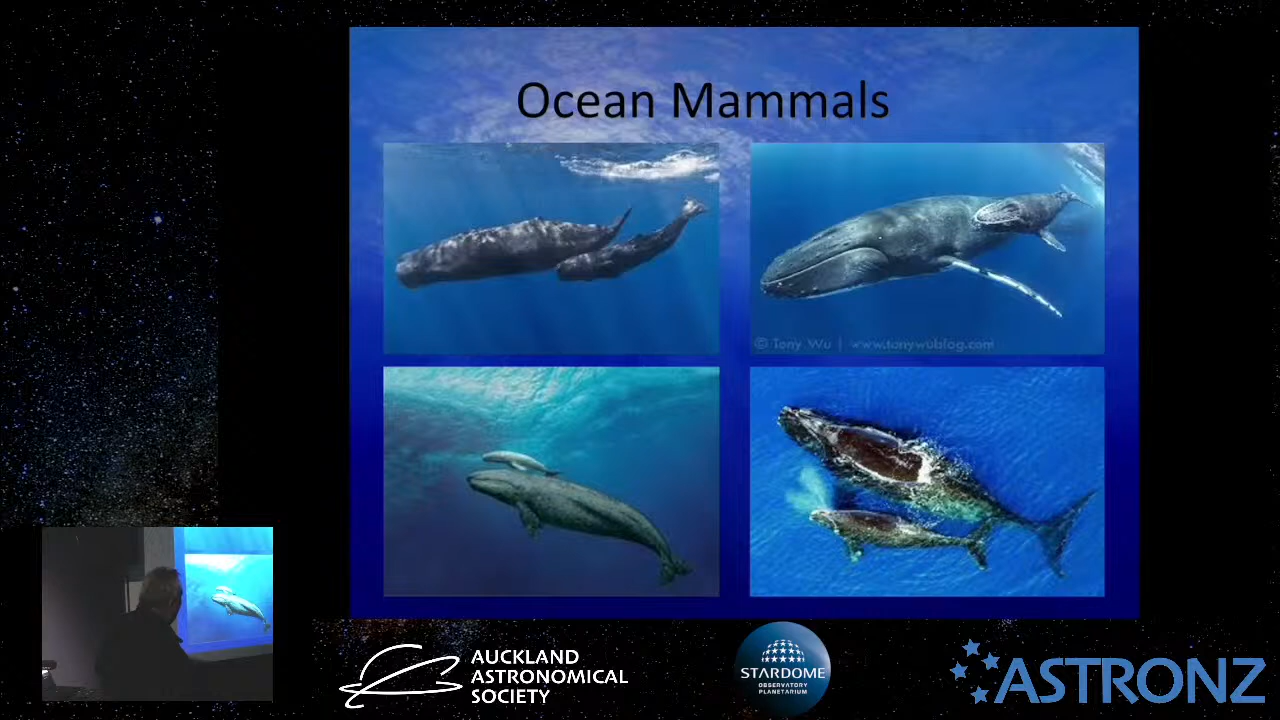 Ocean Mammals
© Tony Wu | www.tonywublog.com
AUCKLAND
ASTRONOMICAL
SOCIETY
STARDOME
OBSERVATORY
PLANETARIUM
ASTRONZ